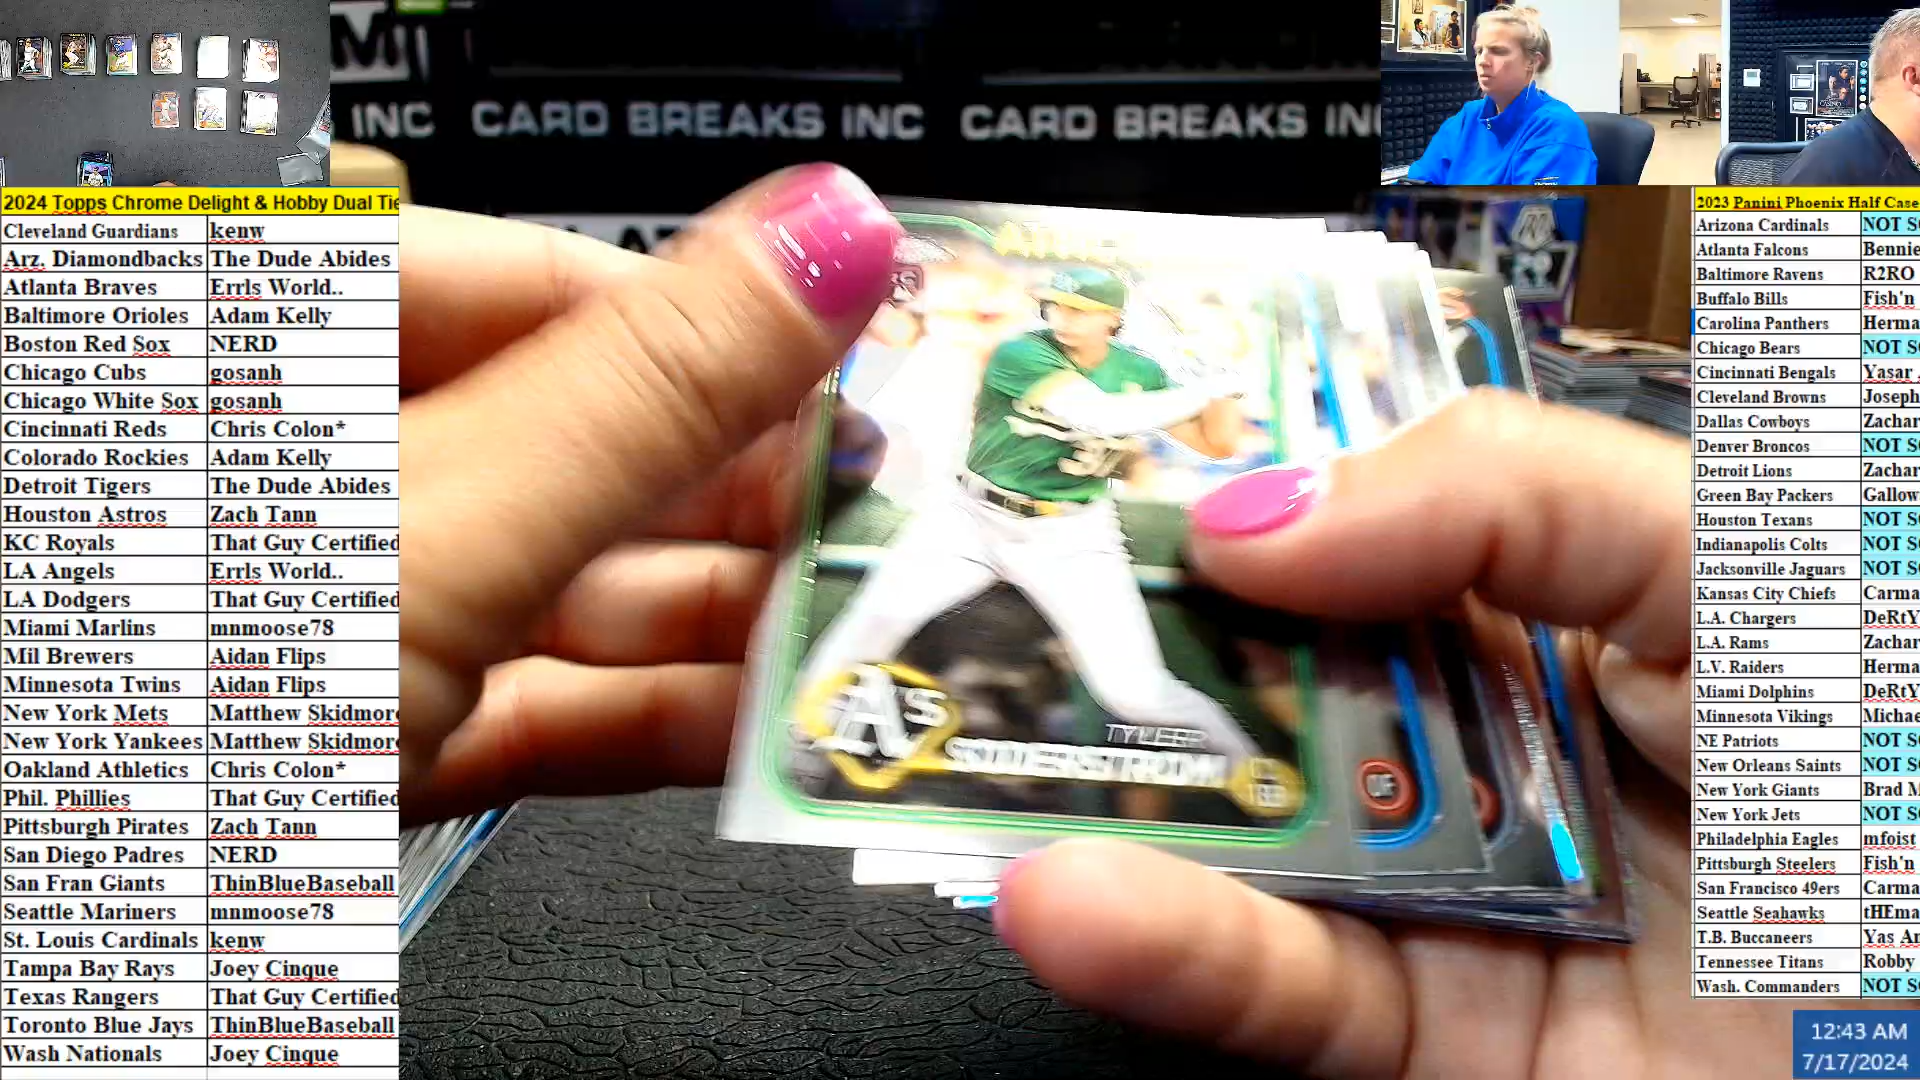 INC CARD BREAKS INC CARD BREAKS IN
2024 Topps Chrome Delight & Hobby Dual Tie
Cleveland Guardians kenw
Arz. Diamondbacks The Dude Abides
Atlanta Braves Errls World..
Baltimore Orioles Adam Kelly
Boston Red Sox NERD
Chicago Cubs gosanh
Chicago White Sox gosanh
Cincinnati Reds Chris Colon*
Colorado Rockies Adam Kelly
Detroit Tigers The Dude Abides
Houston Astros Zach Tann
KC Royals That Guy Certified
LA Angels Errls World..
LA Dodgers That Guy Certified
Miami Marlins mnmoose78
Mil Brewers Aidan Flips
Minnesota Twins Aidan Flips
New York Mets Matthew Skidmore
New York Yankees Matthew Skidmore
Oakland Athletics Chris Colon*
Phil. Phillies That Guy Certified
Pittsburgh Pirates Zach Tann
San Diego Padres NERD
San Fran Giants ThinBlueBaseball
Seattle Mariners mnmoose78
St. Louis Cardinals kenw
Tampa Bay Rays Joey Cinque
Texas Rangers That Guy Certified
Toronto Blue Jays ThinBlueBaseball
Wash Nationals Joey Cinque
A's
TYLER
SODERSTROM
OF
2023 Panini Phoenix Half Case
Arizona Cardinals NOT S
Atlanta Falcons Bennie
Baltimore Ravens R2RO
Buffalo Bills Fish'n
Carolina Panthers Herma
Chicago Bears NOT S
Cincinnati Bengals Yasar
Cleveland Browns Joseph
Dallas Cowboys Zachar
Denver Broncos NOT S
Detroit Lions Zachar
Green Bay Packers Gallow
Houston Texans NOT S
Indianapolis Colts NOT S
Jacksonville Jaguars NOT S
Kansas City Chiefs Carma
L.A. Chargers DeRtY
L.A. Rams Zachar
L.V. Raiders Herma
Miami Dolphins DeRtY
Minnesota Vikings Michae
NE Patriots NOT S
New Orleans Saints NOT S
New York Giants Brad M
New York Jets NOT S
Philadelphia Eagles mfoist
Pittsburgh Steelers Fish'n
San Francisco 49ers Carma
Seattle Seahawks tHEma
T.B. Buccaneers Yas An
Tennessee Titans Robby
Wash. Commanders NOT S
12:43 AM
7/17/2024